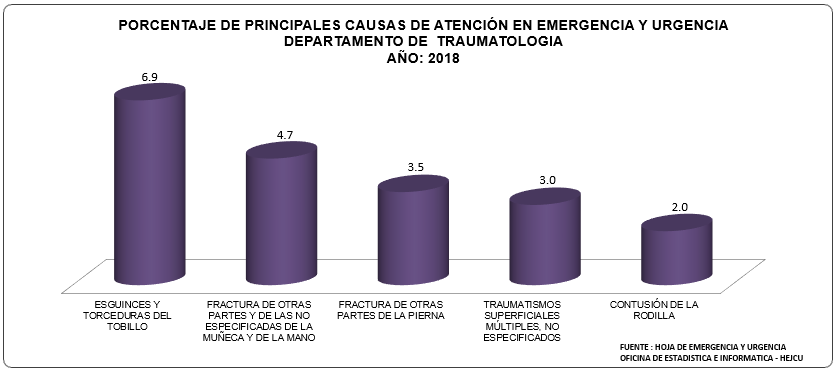 PORCENTAJE DE PRINCIPALES CAUSAS DE ATENCIÓN EN EMERGENCIA Y URGENCIA
DEPARTAMENTO DE TRAUMATOLOGIA
AÑO: 2018
6.9
4.7
3.5
3.0
2.0
ESGUINCES Y
TORCEDURAS DEL
TOBILLO
FRACTURA DE OTRAS
PARTES Y DE LAS NO
ESPECIFICADAS DE LA
MUÑECA Y DE LA MANO
FRACTURA DE OTRAS
PARTES DE LA PIERNA
TRAUMATISMOS
SUPERFICIALES
MÚLTIPLES, NO
ESPECIFICADOS
CONTUSIÓN DE LA
RODILLA
FUENTE : HOJA DE EMERGENCIA Y URGENCIA
OFICINA DE ESTADISTICA E INFORMATICA - HEJCU